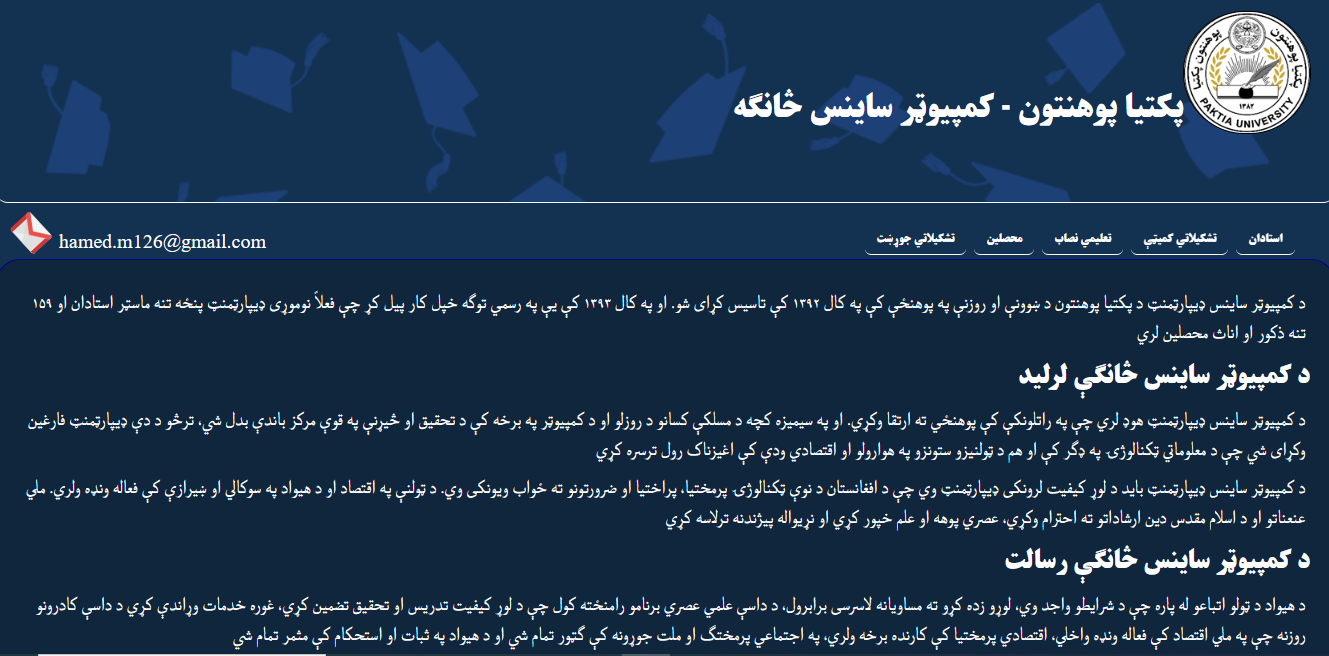 پوهنتون پکتیا
پکتیا پوهنتون
۱۳۸۲
PAKTIA UNIVERSITY
پکتیا پوهنتون - کمپیوټر ساینس څانګه
استادان
تشکیلاتي کمیټې
تعلیمي نصاب
محصلین
تشکیلاتي جوړښت
hamed.m126@gmail.com
د کمپیوټر ساینس ډیپارټمنټ د پکتیا پوهنتون د ښوونې او روزنې په پوهنځي کې په کال ۱۳۹۲ کې تاسیس کړای شو. او په کال ۱۳۹۳ کې یې په رسمي توګه خپل کار پیل کړ چې فعلاً نوموړی ډیپارټمنټ پنځه تنه ماسټر استادان او ۱۵۹
تنه ذکور او اناث محصلین لري
د کمپیوټر ساینس څانګې لرلید
د کمپیوټر ساینس ډیپارټمنټ هوډ لري چې په راتلونکې کې پوهنځي ته ارتقا وکړي. او په سیمیزه کچه د مسلکي کسانو د روزلو او د کمپیوټر په برخه کې د تحقیق او څیړنې په قوي مرکز باندې بدل شي، ترڅو د دې ډیپارټمنټ فارغین
وکړای شي چې د معلوماتي ټکنالوژۍ په ډګر کې او هم د ټولنیزو ستونزو په هوارولو او اقتصادي ودې کې اغیزناک رول ترسره کړي
د کمپیوټر ساینس ډیپارټمنټ باید د لوړ کیفیت لرونکی ډیپارټمنټ وي چې د افغانستان د نوې ټکنالوژۍ پرمختیا، پراختیا او ضرورتونو ته ځواب ویونکی وي. د ټولنې په اقتصاد او د هیواد په سوکالي او ښیرازې کې فعاله ونډه ولري. ملي
عنعناتو او د اسلام مقدس دین ارشاداتو ته احترام وکړي، عصري پوهه او علم خپور کړي او نړیواله پیژندنه ترلاسه کړي
د کمپیوټر ساینس څانګې رسالت
د هیواد د ټولو اتباعو له پاره چې د شرایطو واجد وي، لوړو زده کړو ته مساویانه لاسرسی برابرول، د داسې علمي عصري برنامو رامنځته کول چې د لوړ کیفیت تدریس او تحقیق تضمین کړي، غوره خدمات وړاندې کړي د داسې کادرونو
روزنه چې په ملي اقتصاد کې فعاله ونډه واخلي، اقتصادي پرمختیا کې کارنده برخه ولري، په اجتماعي پرمختګ او ملت جوړونه کې ګټور تمام شي او د هیواد په ثبات او استحکام کې مثمر تمام شي